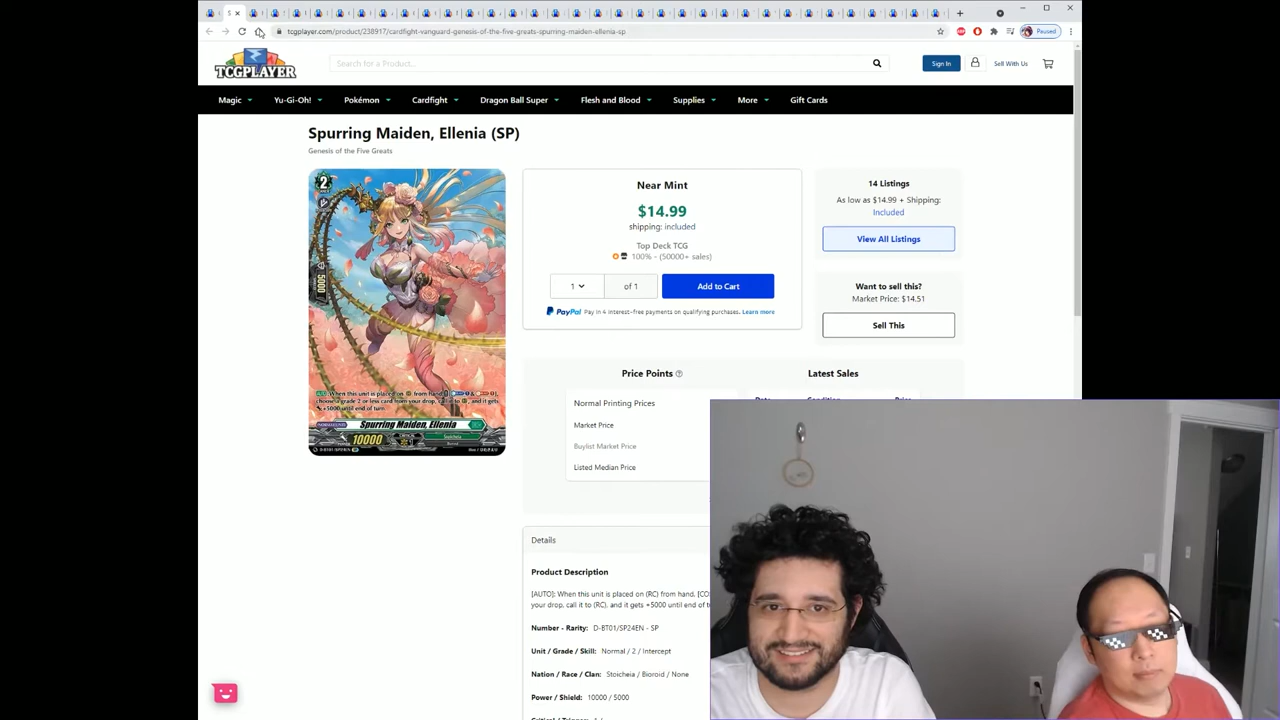 tcgplayer.com/product/238917/cardfight-vanguard-genesis-of-the-five-greats-spurring-maiden-ellenia-sp
Paused
TCGPLAYER
Search for a Product...
Sign In
Sell With Us
Magic
Yu-Gi-Oh!
Pokémon
Cardfight
Dragon Ball Super
Flesh and Blood
Supplies
More
Gift Cards
Spurring Maiden, Ellenia (SP)
Genesis of the Five Greats
2
5000
Spurring Maiden, Ellenia
10000
Near Mint
$14.99
shipping: included
Top Deck TCG
100% - (50000+ sales)
1
of 1
Add to Cart
PayPal Pay in 4 interest-free payments on qualifying purchases. Learn more
14 Listings
As low as $14.99 + Shipping:
Included
View All Listings
Want to sell this?
Market Price: $14.51
Sell This
Price Points
Normal Printing Prices
Market Price
Buylist Market Price
Listed Median Price
Latest Sales
Details
Product Description
[AUTO]: When this unit is placed on (RC) from hand,
your drop, call it to (RC), and it gets +5000 until end of
Number - Rarity: D-BT01/SP24EN - SP
Unit / Grade / Skill: Normal / 2 / Intercept
Nation / Race / Clan: Stoicheia / Bioroid / None
Power / Shield: 10000 / 5000